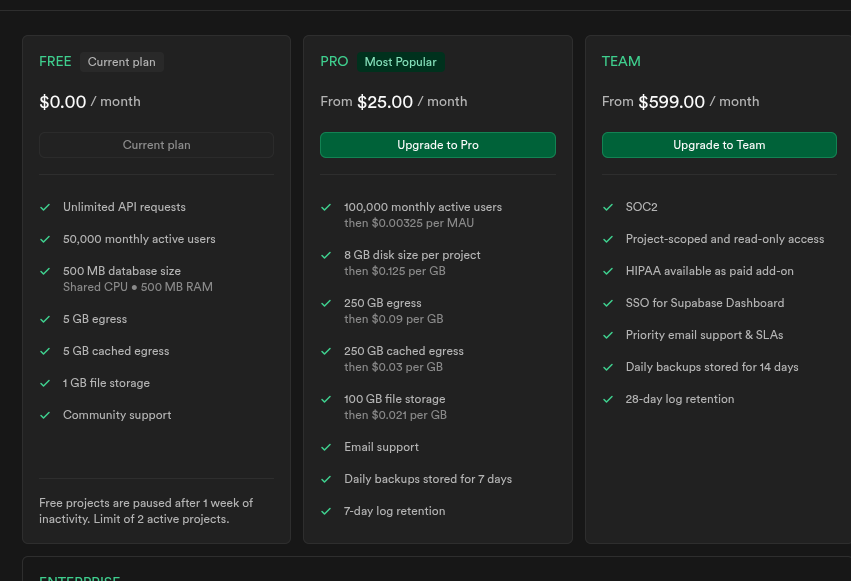 FREE Current plan
$0.00 / month
Current plan
Unlimited API requests
50,000 monthly active users
500 MB database size
Shared CPU • 500 MB RAM
5 GB egress
5 GB cached egress
1 GB file storage
Community support
Free projects are paused after 1 week of
inactivity. Limit of 2 active projects.
PRO Most Popular
From $25.00 / month
Upgrade to Pro
100,000 monthly active users
then $0.00325 per MAU
8 GB disk size per project
then $0.125 per GB
250 GB egress
then $0.09 per GB
250 GB cached egress
then $0.03 per GB
100 GB file storage
then $0.021 per GB
Email support
Daily backups stored for 7 days
7-day log retention
TEAM
From $599.00 / month
Upgrade to Team
SOC2
Project-scoped and read-only access
HIPAA available as paid add-on
SSO for Supabase Dashboard
Priority email support & SLAs
Daily backups stored for 14 days
28-day log retention
ENTERPRISE